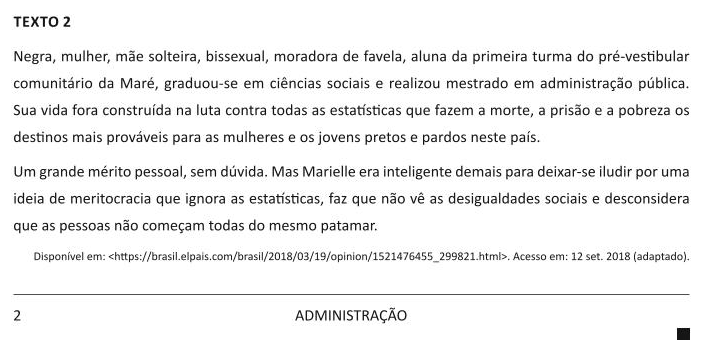 TEXTO 2
Negra, mulher, mãe solteira, bissexual, moradora de favela, aluna da primeira turma do pré-vestibular
comunitário da Maré, graduou-se em ciências sociais e realizou mestrado em administração pública.
Sua vida fora construída na luta contra todas as estatísticas que fazem a morte, a prisão e a pobreza os
destinos mais prováveis para as mulheres e os jovens pretos e pardos neste país.
Um grande mérito pessoal, sem dúvida. Mas Marielle era inteligente demais para deixar-se iludir por uma
ideia de meritocracia que ignora as estatísticas, faz que não vê as desigualdades sociais e desconsidera
que as pessoas não começam todas do mesmo patamar.
Disponível em: <https://brasil.elpais.com/brasil/2018/03/19/opinion/1521476455_299821.html>. Acesso em: 12 set. 2018 (adaptado).
2 ADMINISTRAÇÃO